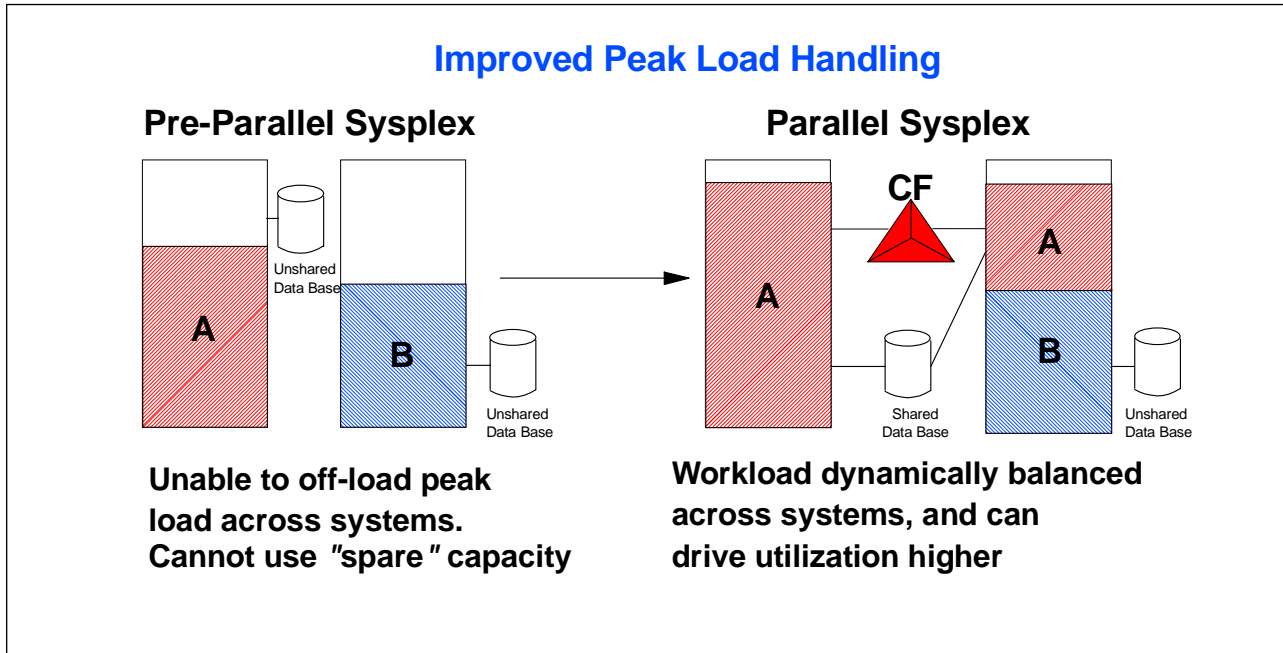 Improved Peak Load Handling
Pre-Parallel Sysplex
Parallel Sysplex
A
Unshared
Data Base
B
Unshared
Data Base
CF
A
Shared
Data Base
A
B
Unshared
Data Base
Unable to off-load peak
load across systems.
Cannot use "spare" capacity
Workload dynamically balanced
across systems, and can
drive utilization higher